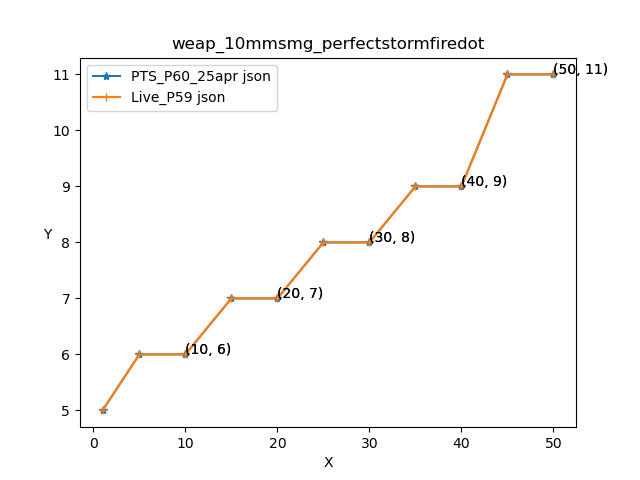 weap_10mmsmg_perfectstormfiredot
PTS_P60_25apr json
Live_P59 json
(50, 11)
(40, 9)
(30, 8)
(20, 7)
(10, 6)
Y
11
10
9
8
7
6
5
0 10 20 30 40 50
X